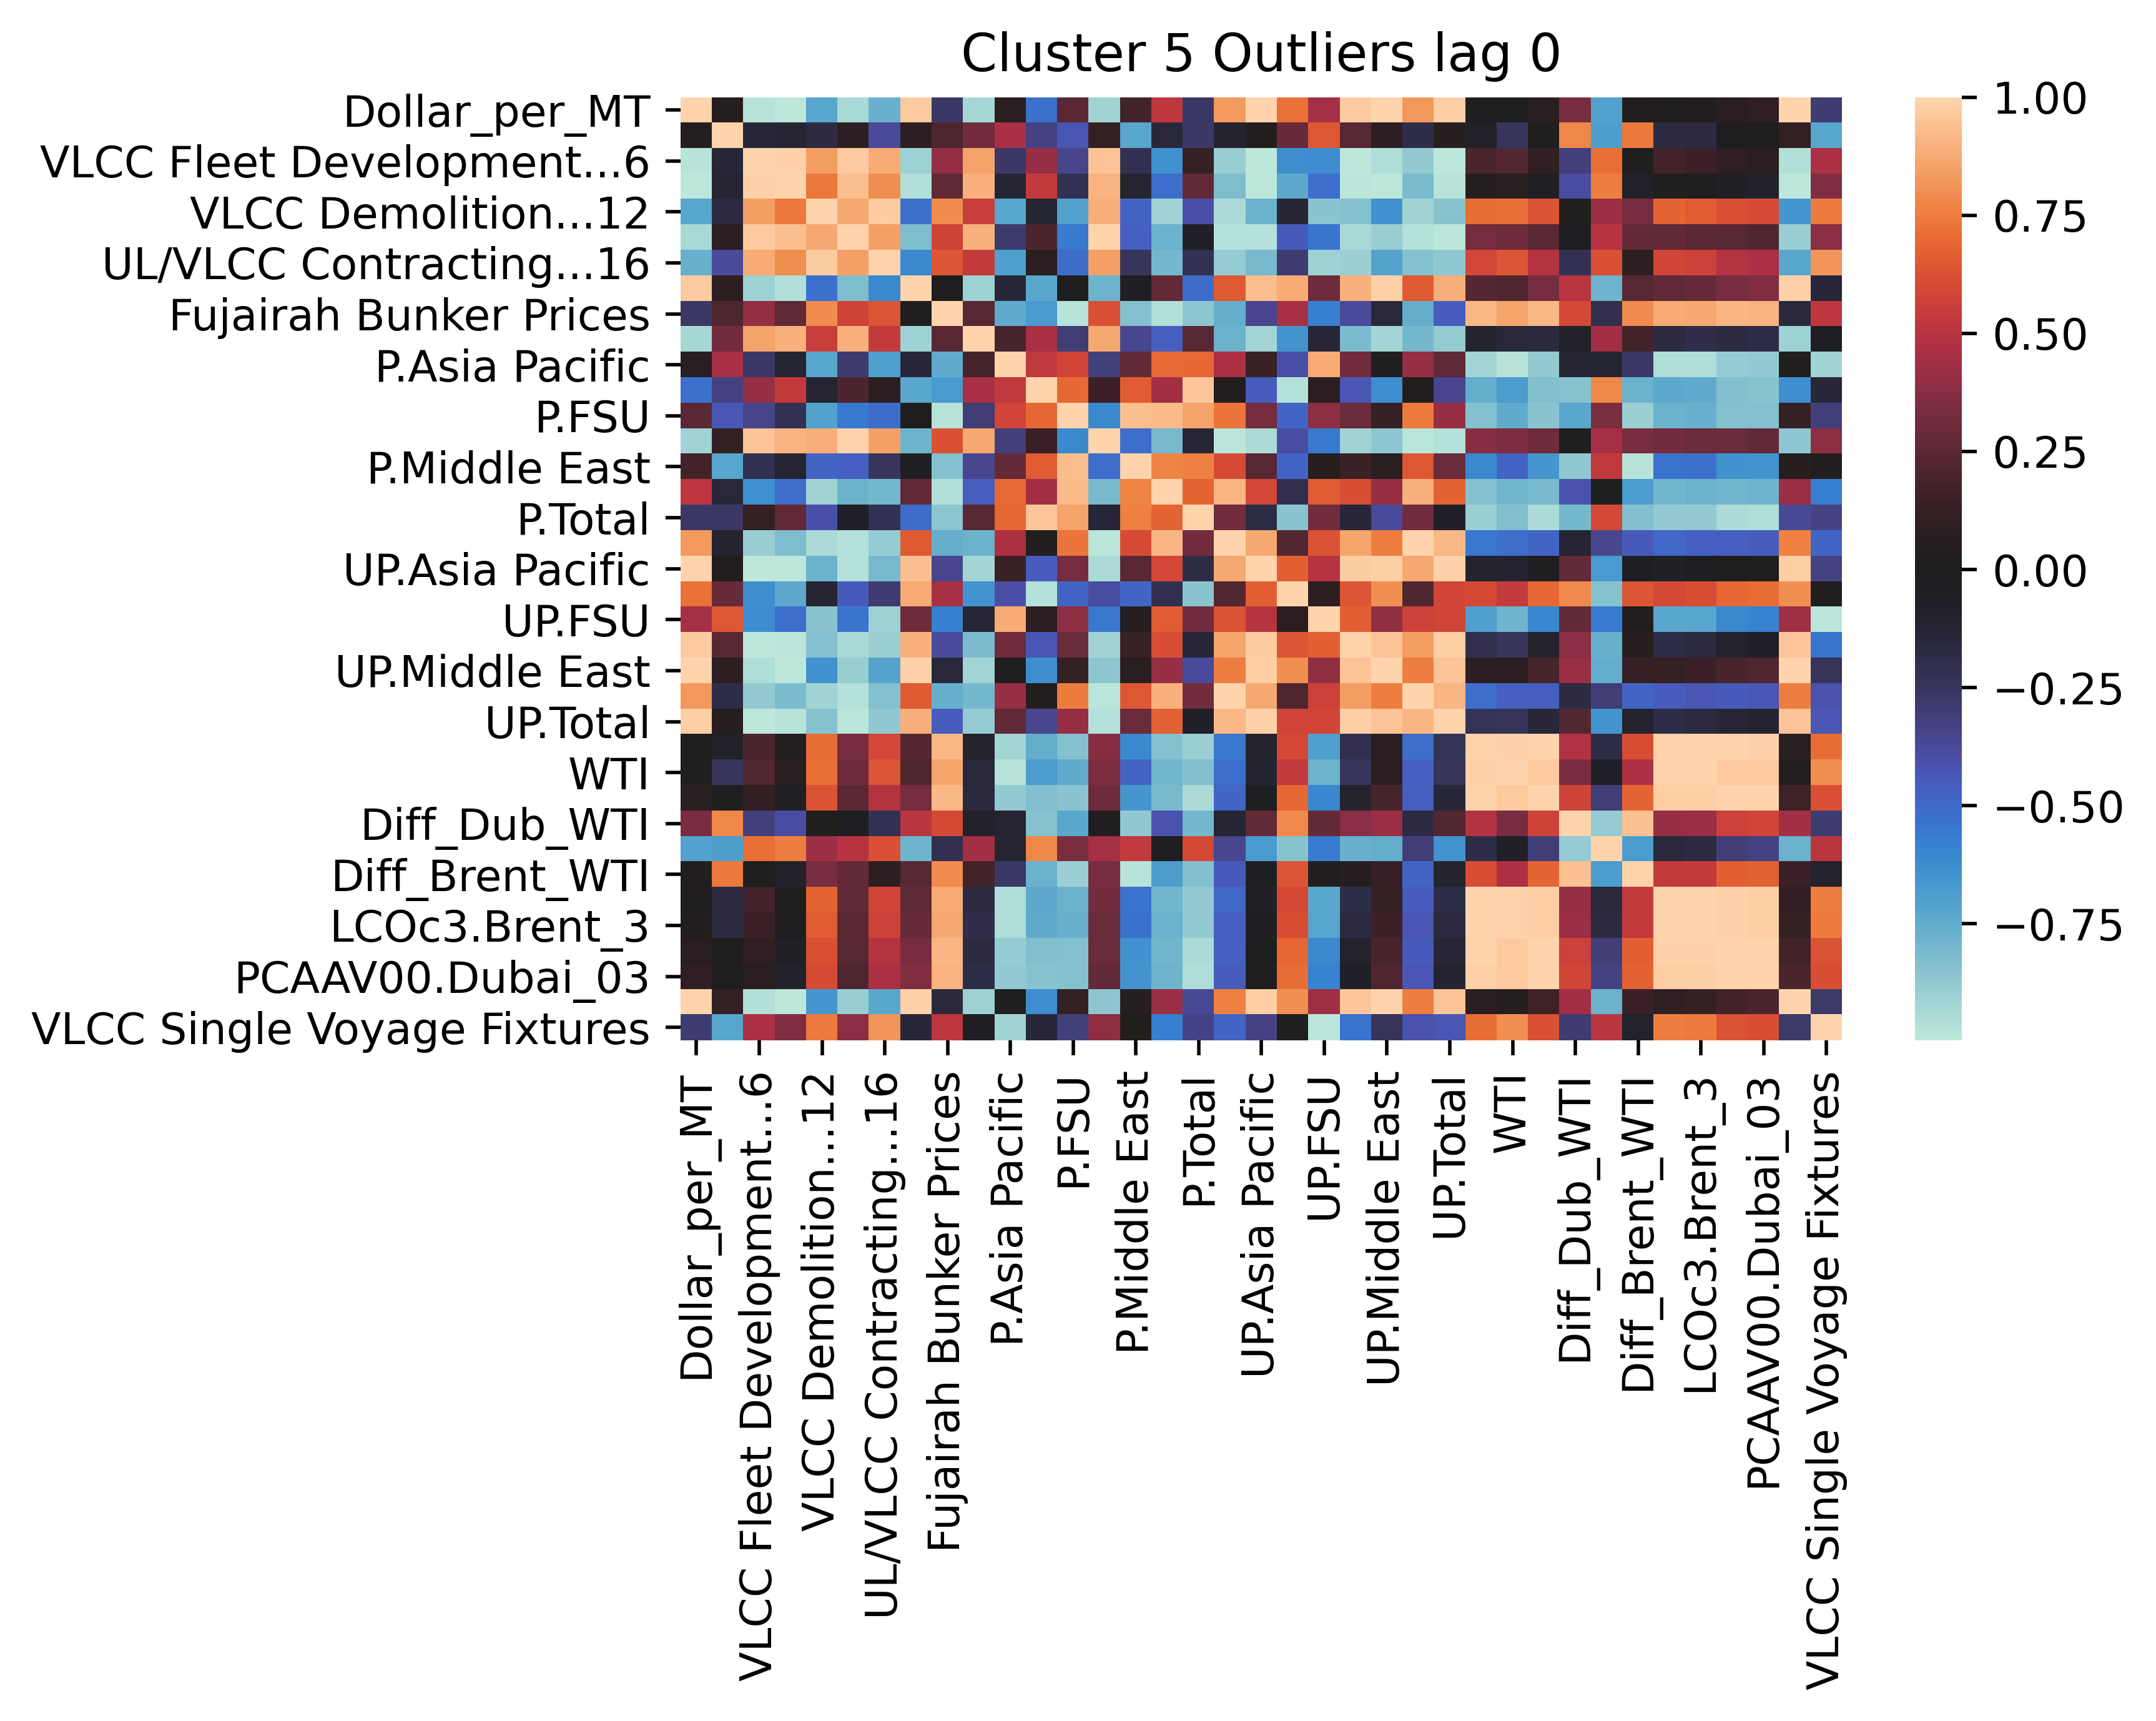 Cluster 5 Outliers lag 0
Dollar_per_MT
VLCC Fleet Development...6
VLCC Demolition...12
UL/VLCC Contracting...16
Fujairah Bunker Prices
P.Asia Pacific
P.FSU
P.Middle East
P.Total
UP.Asia Pacific
UP.FSU
UP.Middle East
UP.Total
WTI
Diff_Dub_WTI
Diff_Brent_WTI
LCOc3.Brent_3
PCAAV00.Dubai_03
VLCC Single Voyage Fixtures
Dollar_per_MT
VLCC Fleet Development...6
VLCC Demolition...12
UL/VLCC Contracting...16
Fujairah Bunker Prices
P.Asia Pacific
P.FSU
P.Middle East
P.Total
UP.Asia Pacific
UP.FSU
UP.Middle East
UP.Total
WTI
Diff_Dub_WTI
Diff_Brent_WTI
LCOc3.Brent_3
PCAAV00.Dubai_03
VLCC Single Voyage Fixtures
1.00
0.75
0.50
0.25
0.00
−0.25
−0.50
−0.75